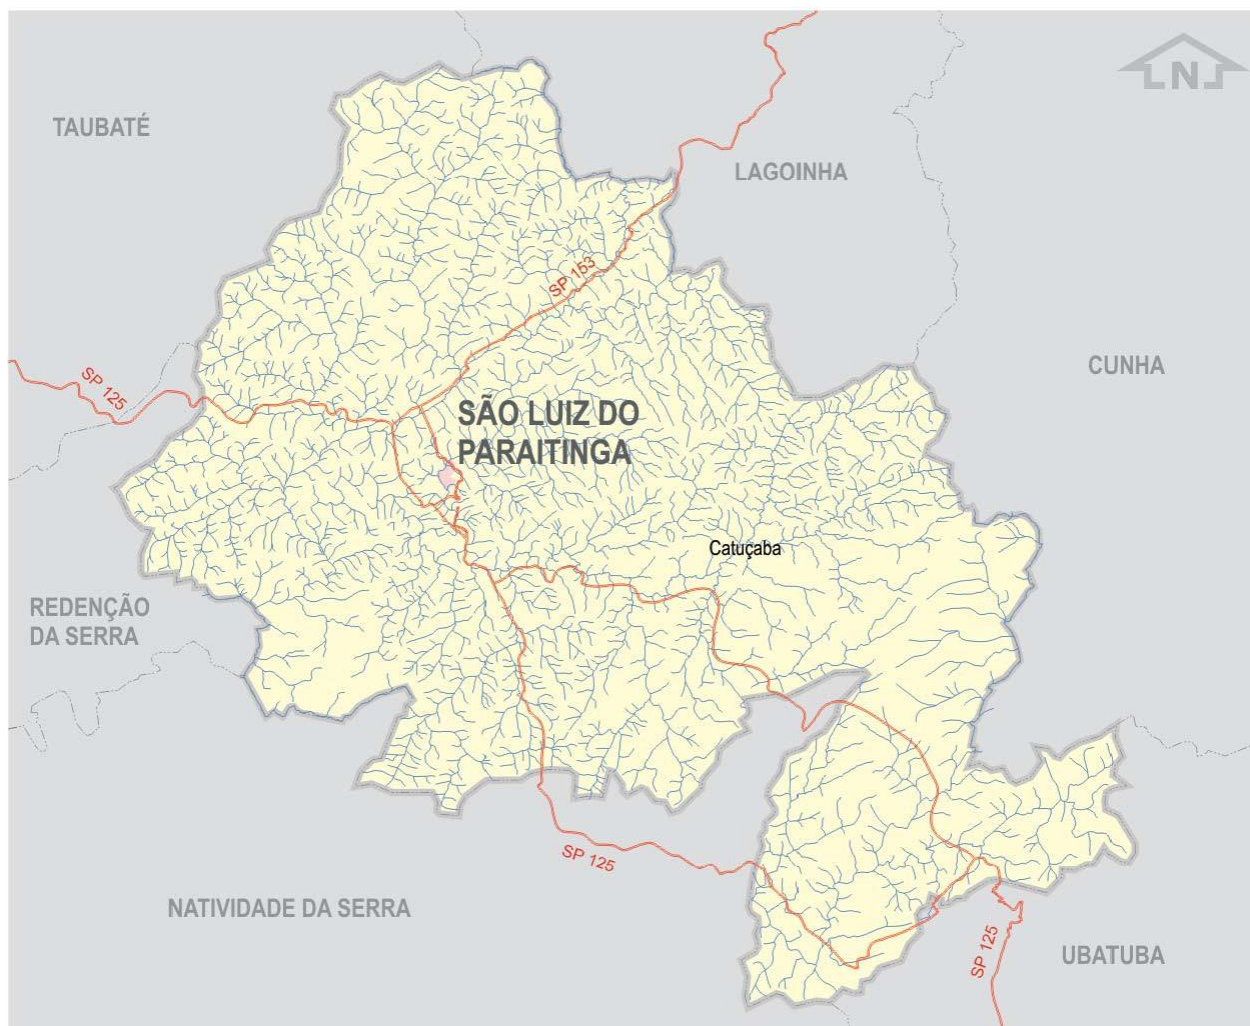 N
TAUBATÉ
LAGOINHA
SP 153
CUNHA
SP 125
SÃO LUIZ DO
PARAITINGA
Catuçaba
REDENÇÃO
DA SERRA
SP 125
NATIVIDADE DA SERRA
SP 125
UBATUBA